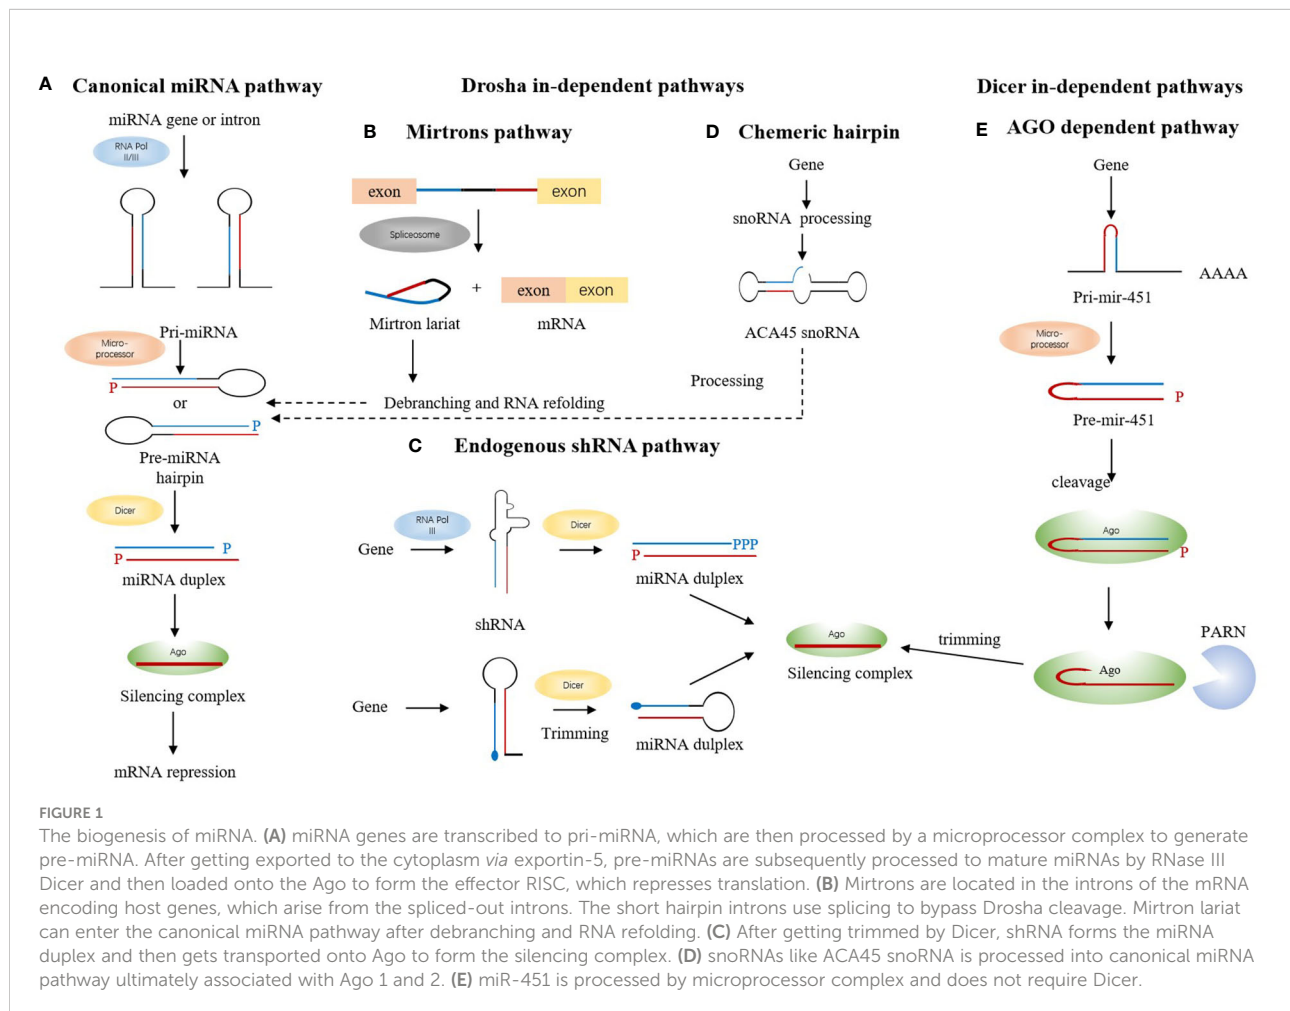 A Canonical miRNA pathway
miRNA gene or intron
RNA Pol
II/III
Pri-miRNA
Micro-
processor
P
or
P
Pre-miRNA
hairpin
Dicer
P
P
miRNA duplex
Ago
Silencing complex
mRNA repression
Drosha in-dependent pathways
B Mirtrons pathway
exon exon
Spliceosome
+ exon exon
Mirtron lariat mRNA
Debranching and RNA refolding
D Chemeric hairpin
Gene
snoRNA processing
ACA45 snoRNA
Processing
C Endogenous shRNA pathway
RNA Pol
III
Dicer
Gene
PPP
P
miRNA dulplex
shRNA
Dicer
Gene
Trimming
miRNA dulplex
Ago
Silencing complex
Dicer in-dependent pathways
E AGO dependent pathway
Gene
AAAA
Pri-mir-451
Micro-
processor
P
Pre-mir-451
cleavage
Ago
P
PARN
trimming
Ago
FIGURE 1
The biogenesis of miRNA. (A) miRNA genes are transcribed to pri-miRNA, which are then processed by a microprocessor complex to generate
pre-miRNA. After getting exported to the cytoplasm via exportin-5, pre-miRNAs are subsequently processed to mature miRNAs by RNase III
Dicer and then loaded onto the Ago to form the effector RISC, which represses translation. (B) Mirtrons are located in the introns of the mRNA
encoding host genes, which arise from the spliced-out introns. The short hairpin introns use splicing to bypass Drosha cleavage. Mirtron lariat
can enter the canonical miRNA pathway after debranching and RNA refolding. (C) After getting trimmed by Dicer, shRNA forms the miRNA
duplex and then gets transported onto Ago to form the silencing complex. (D) snoRNAs like ACA45 snoRNA is processed into canonical miRNA
pathway ultimately associated with Ago 1 and 2. (E) miR-451 is processed by microprocessor complex and does not require Dicer.